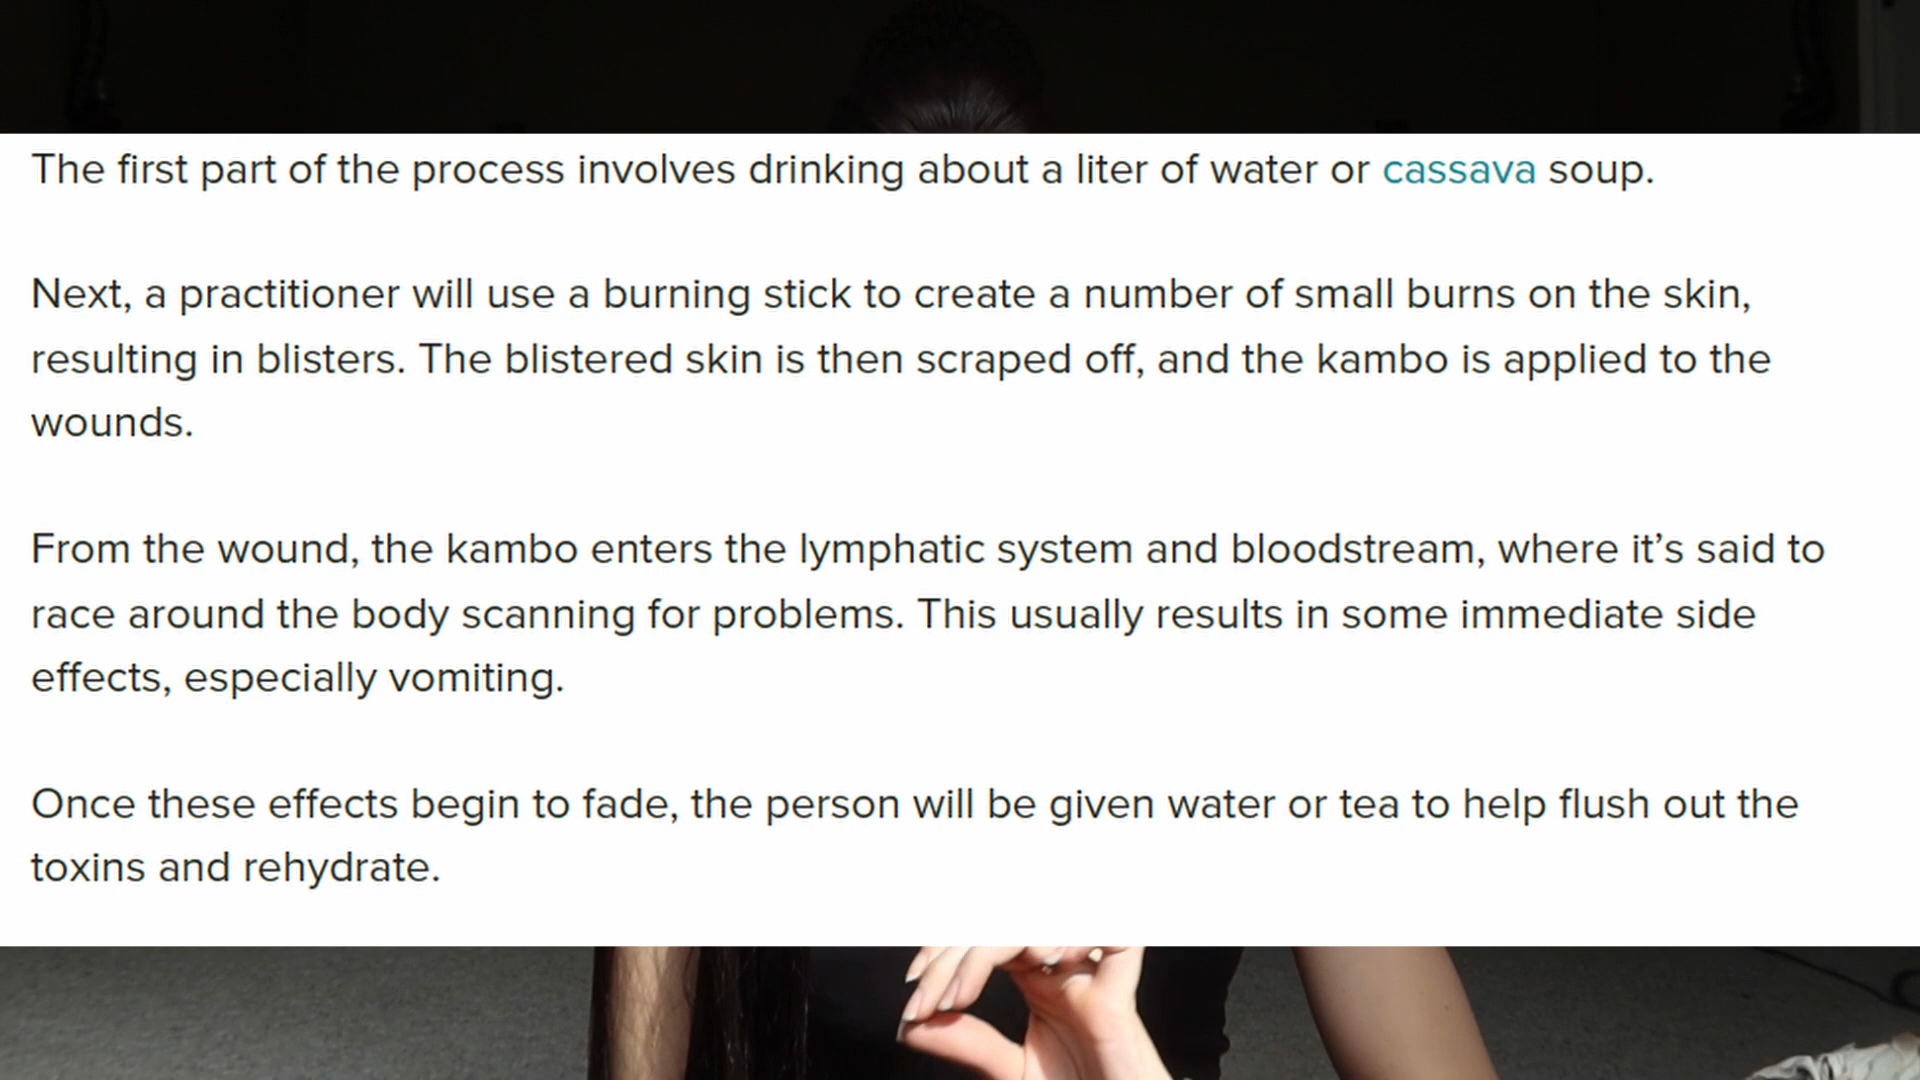 The first part of the process involves drinking about a liter of water or cassava soup.
Next, a practitioner will use a burning stick to create a number of small burns on the skin,
resulting in blisters. The blistered skin is then scraped off, and the kambo is applied to the
wounds.
From the wound, the kambo enters the lymphatic system and bloodstream, where it’s said to
race around the body scanning for problems. This usually results in some immediate side
effects, especially vomiting.
Once these effects begin to fade, the person will be given water or tea to help flush out the
toxins and rehydrate.